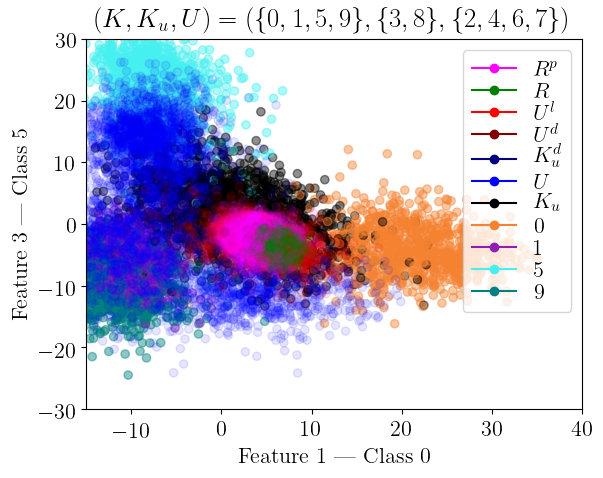 (K, K_u, U) = ({0, 1, 5, 9}, {3, 8}, {2, 4, 6, 7})
30
20
10
0
−10
−20
−30
Feature 3 — Class 5
R^p
R
U^l
U^d
K_u^d
U
K_u
0
1
5
9
−10
0
10
20
30
40
Feature 1 — Class 0